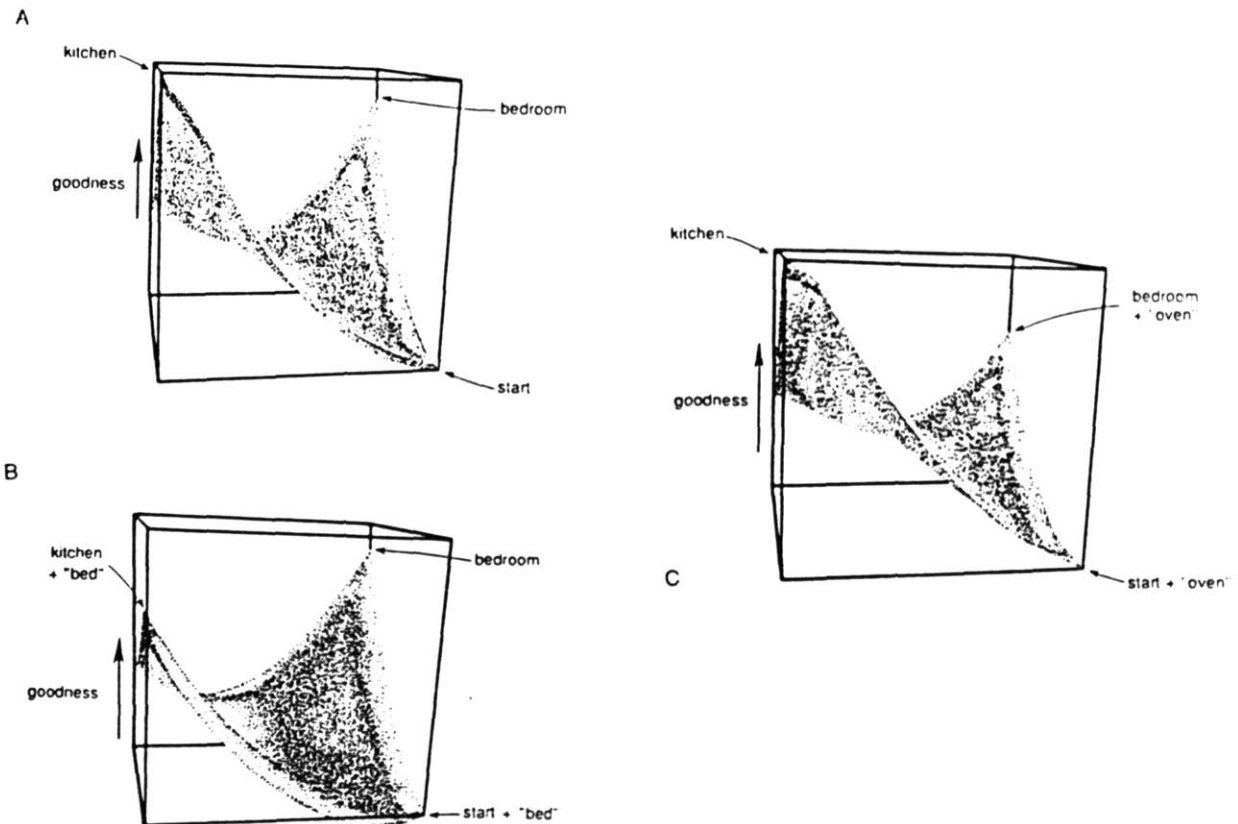 A
kitchen
bedroom
goodness
start
B
kitchen
+ "bed"
bedroom
goodness
start + "bed"
C
kitchen
bedroom
+ "oven"
goodness
start + "oven"